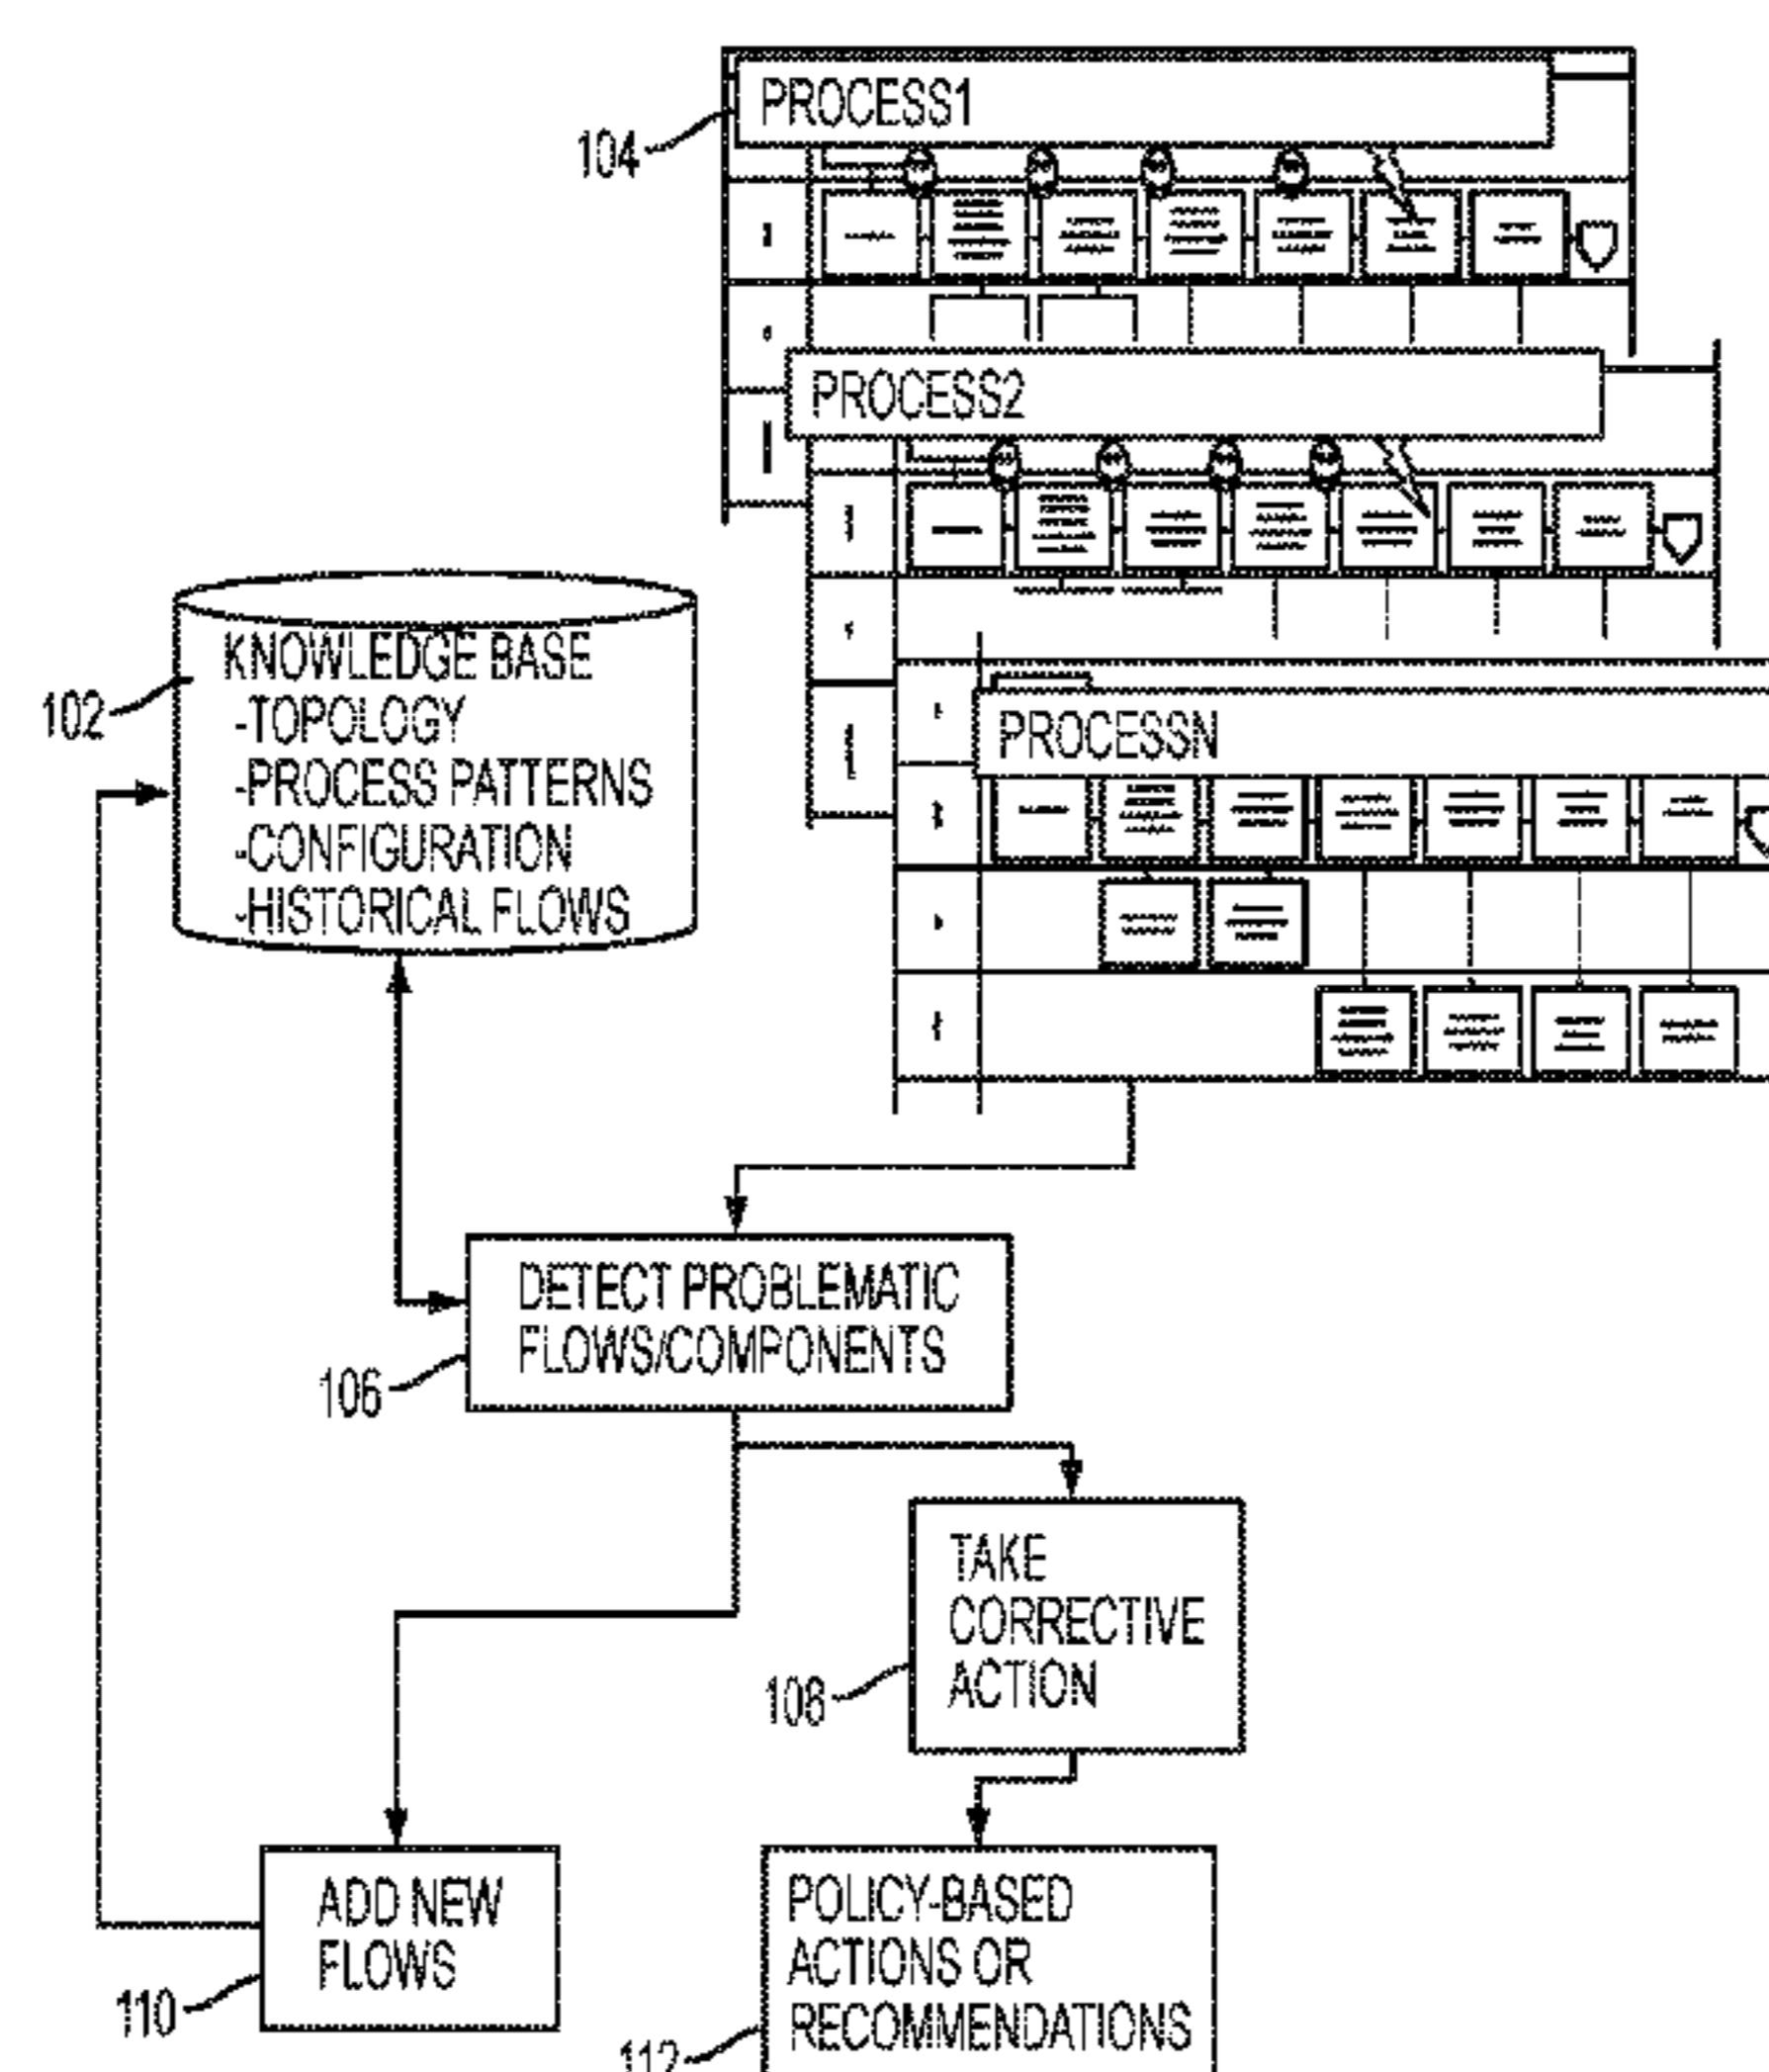 PROCESS1
104
PROCESS2
KNOWLEDGE BASE
102
-TOPOLOGY
PROCESSN
-PROCESS PATTERNS
-CONFIGURATION
-HISTORICAL FLOWS
DETECT PROBLEMATIC
FLOWS/COMPONENTS
106
TAKE
CORRECTIVE
ACTION
108
ADD NEW
FLOWS
110
POLICY-BASED
ACTIONS OR
RECOMMENDATIONS
112